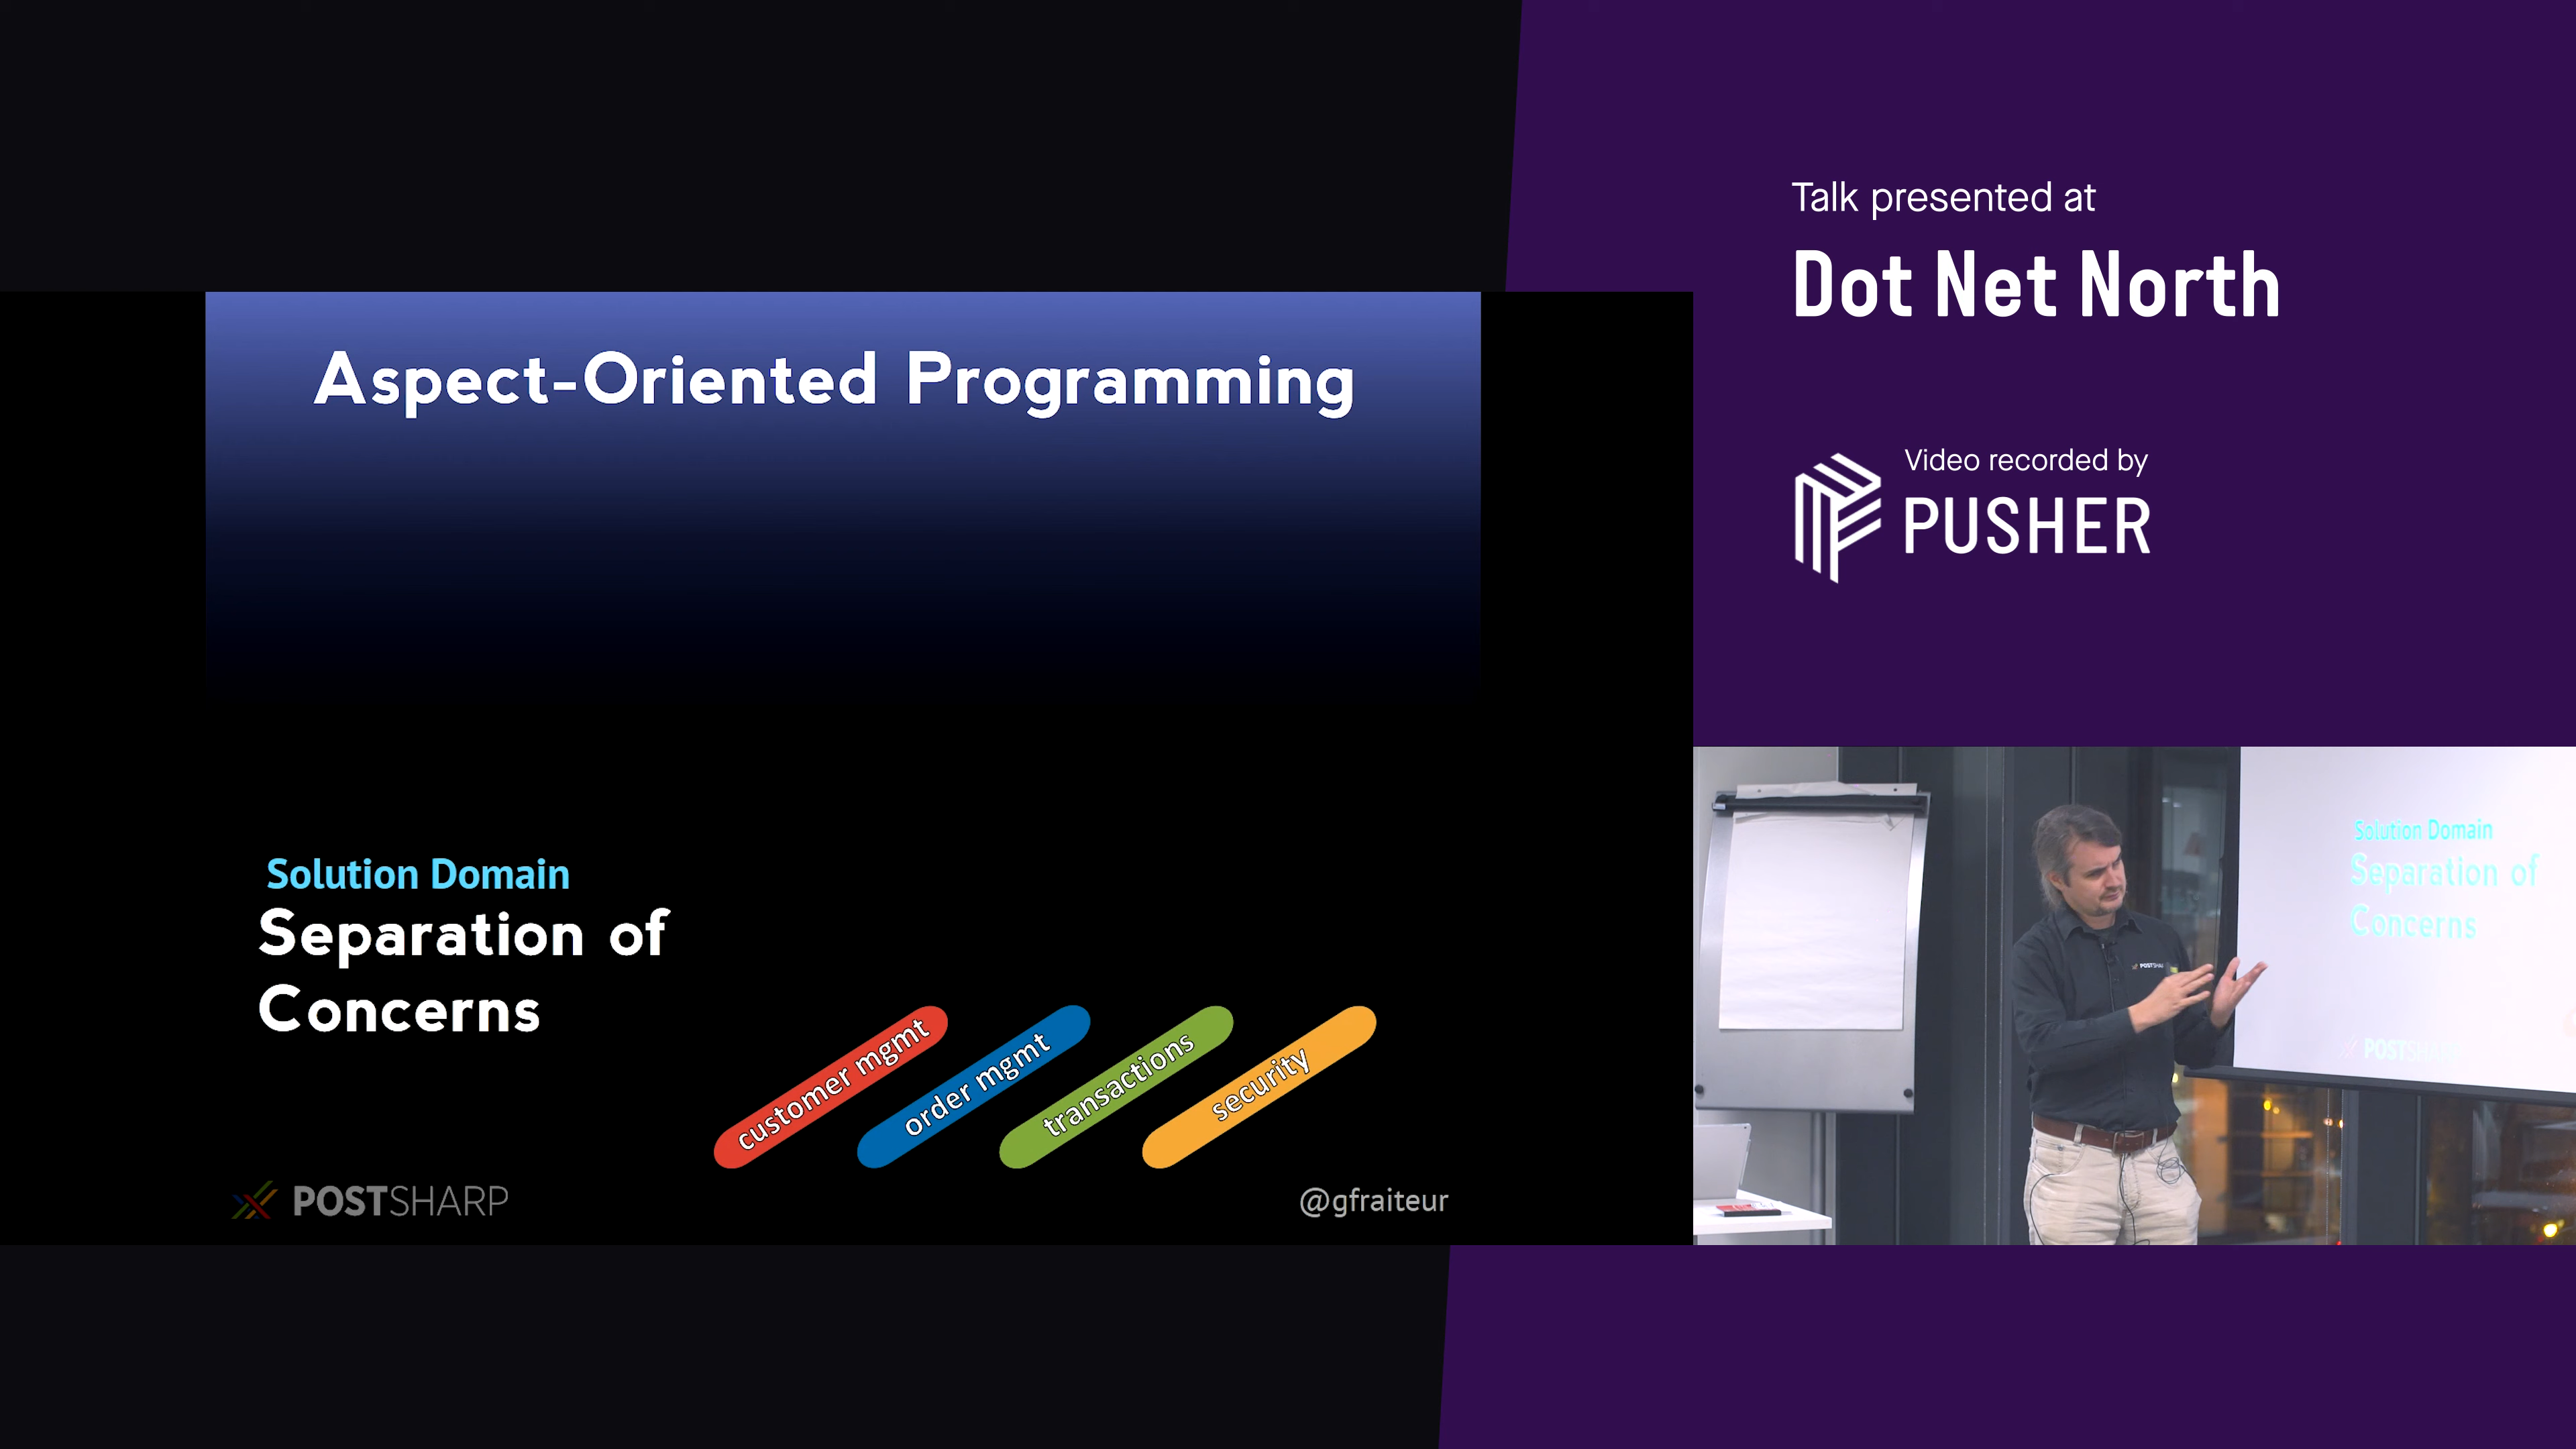 Talk presented at
Dot Net North
Video recorded by
PUSHER
Aspect-Oriented Programming
Solution Domain
Separation of
Concerns
customer mgmt
order mgmt
transactions
security
POSTSHARP
@gfraiteur
Solution Domain
Separation of
Concerns
POSTSHARP